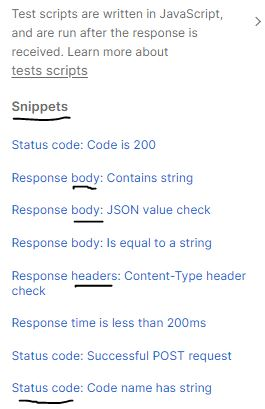 Test scripts are written in JavaScript,
and are run after the response is
received. Learn more about
tests scripts
Snippets
Status code: Code is 200
Response body: Contains string
Response body: JSON value check
Response body: Is equal to a string
Response headers: Content-Type header
check
Response time is less than 200ms
Status code: Successful POST request
Status code: Code name has string